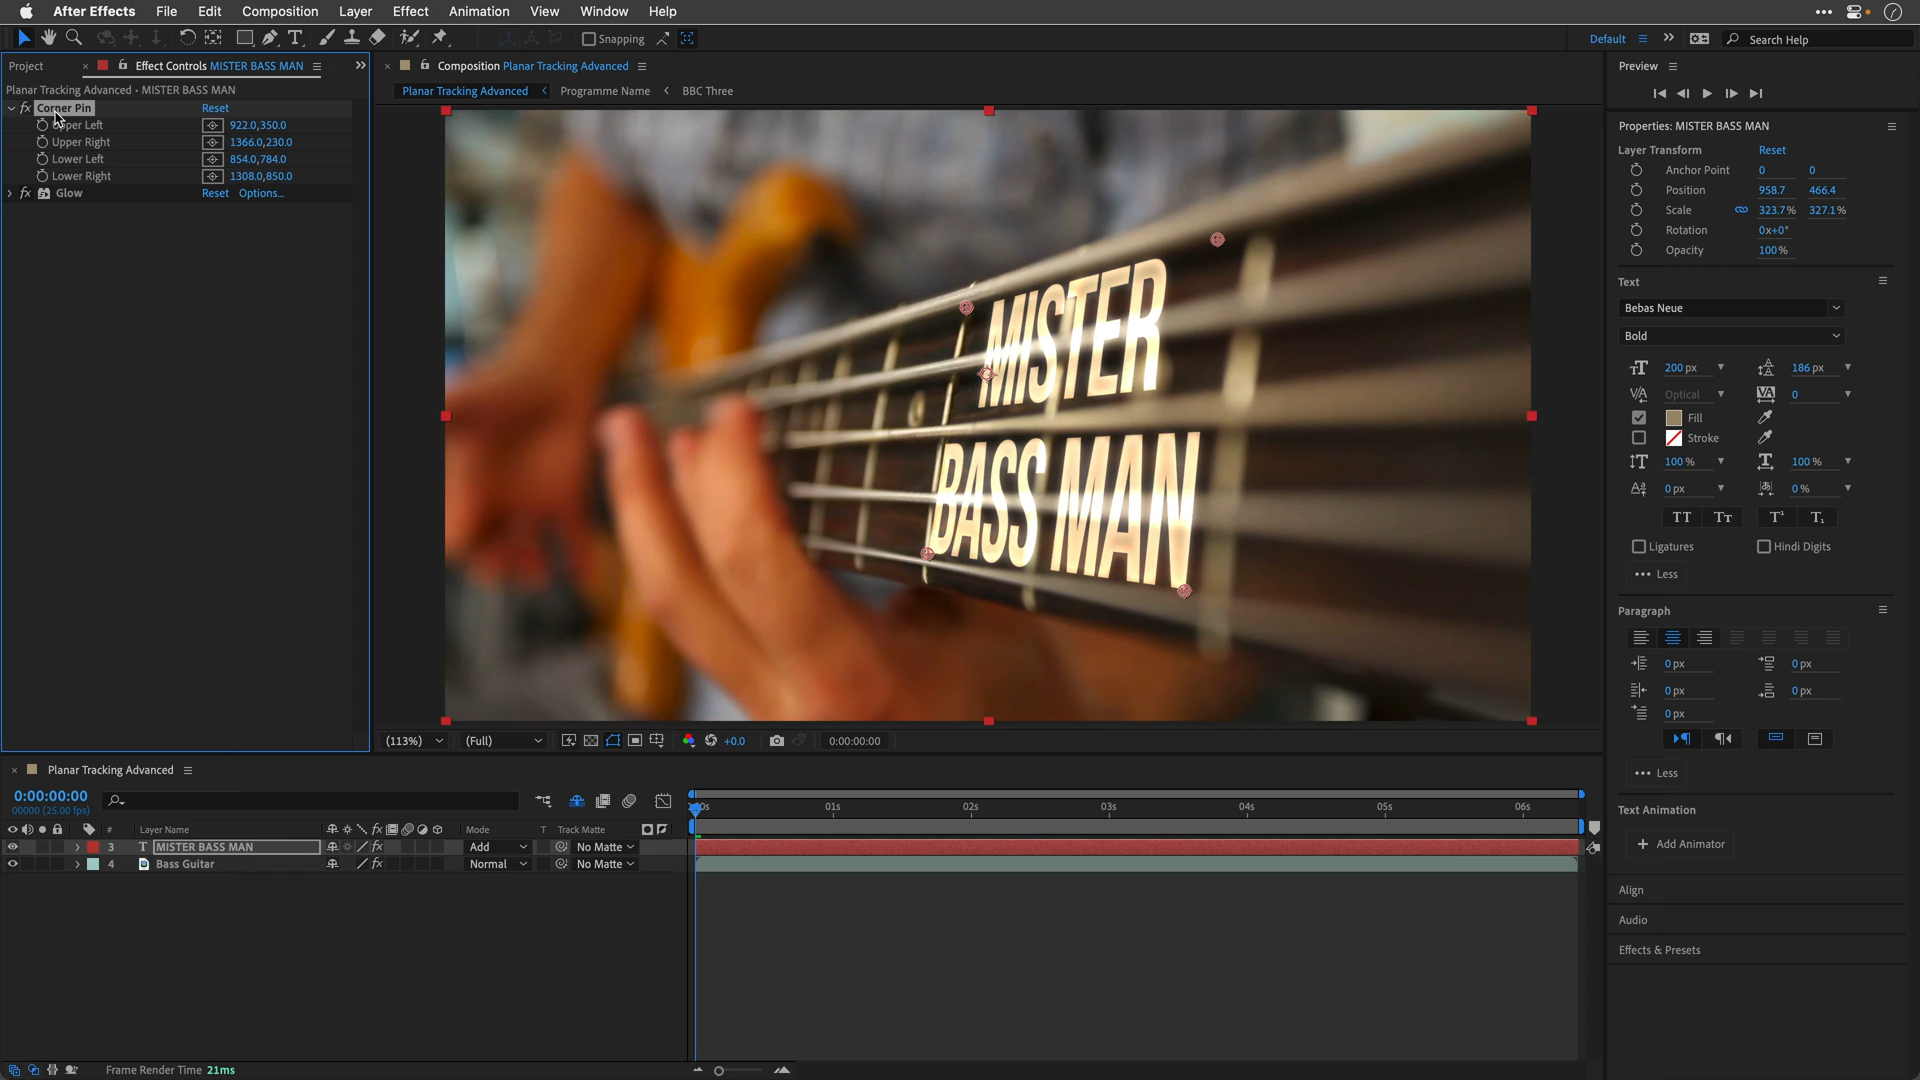 After Effects File Edit Composition Layer Effect Animation View Window Help
Snapping
Default
Search Help
Project
Effect Controls MISTER BASS MAN
Composition Planar Tracking Advanced
Preview
Planar Tracking Advanced • MISTER BASS MAN
Planar Tracking Advanced
Programme Name
BBC Three
fx Corner Pin Reset
Upper Left 922.0,350.0
Upper Right 1366.0,230.0
Lower Left 854.0,784.0
Lower Right 1308.0,850.0
fx Glow Reset Options...
MISTER
BASS MAN
Properties: MISTER BASS MAN
Layer Transform Reset
Anchor Point 0 0
Position 958.7 466.4
Scale 323.7% 327.1%
Rotation 0x+0°
Opacity 100%
Text
Bebas Neue
Bold
200 px 186 px
Optical 0
Fill
Stroke
100 % 100 %
0 px 0 %
TT Tт T¹ T₁
Ligatures Hindi Digits
Less
Paragraph
0 px 0 px
0 px 0 px
0 px
Less
Text Animation
Add Animator
Align
Audio
Effects & Presets
(113%) (Full) +0.0 0:00:00:00
Planar Tracking Advanced
0:00:00:00
00000 (25.00 fps)
# Layer Name Mode T Track Matte
3 T MISTER BASS MAN fx Add No Matte
4 Bass Guitar fx Normal No Matte
00s 01s 02s 03s 04s 05s 06s
Frame Render Time 21ms